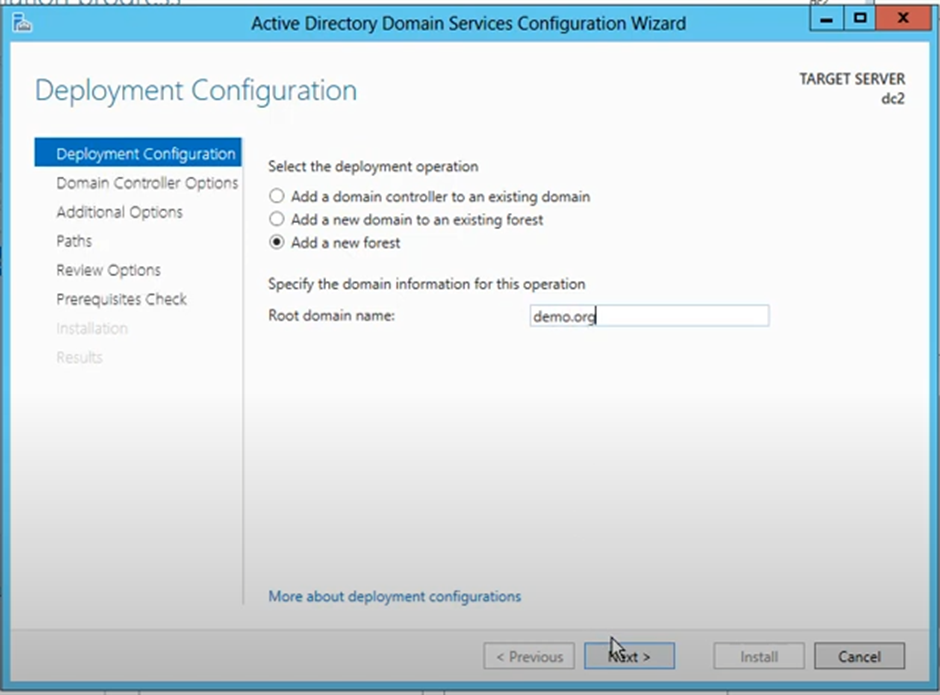 Active Directory Domain Services Configuration Wizard
Deployment Configuration
TARGET SERVER
dc2
Deployment Configuration
Domain Controller Options
Additional Options
Paths
Review Options
Prerequisites Check
Installation
Results
Select the deployment operation
Add a domain controller to an existing domain
Add a new domain to an existing forest
Add a new forest
Specify the domain information for this operation
Root domain name: demo.org
More about deployment configurations
< Previous Next > Install Cancel